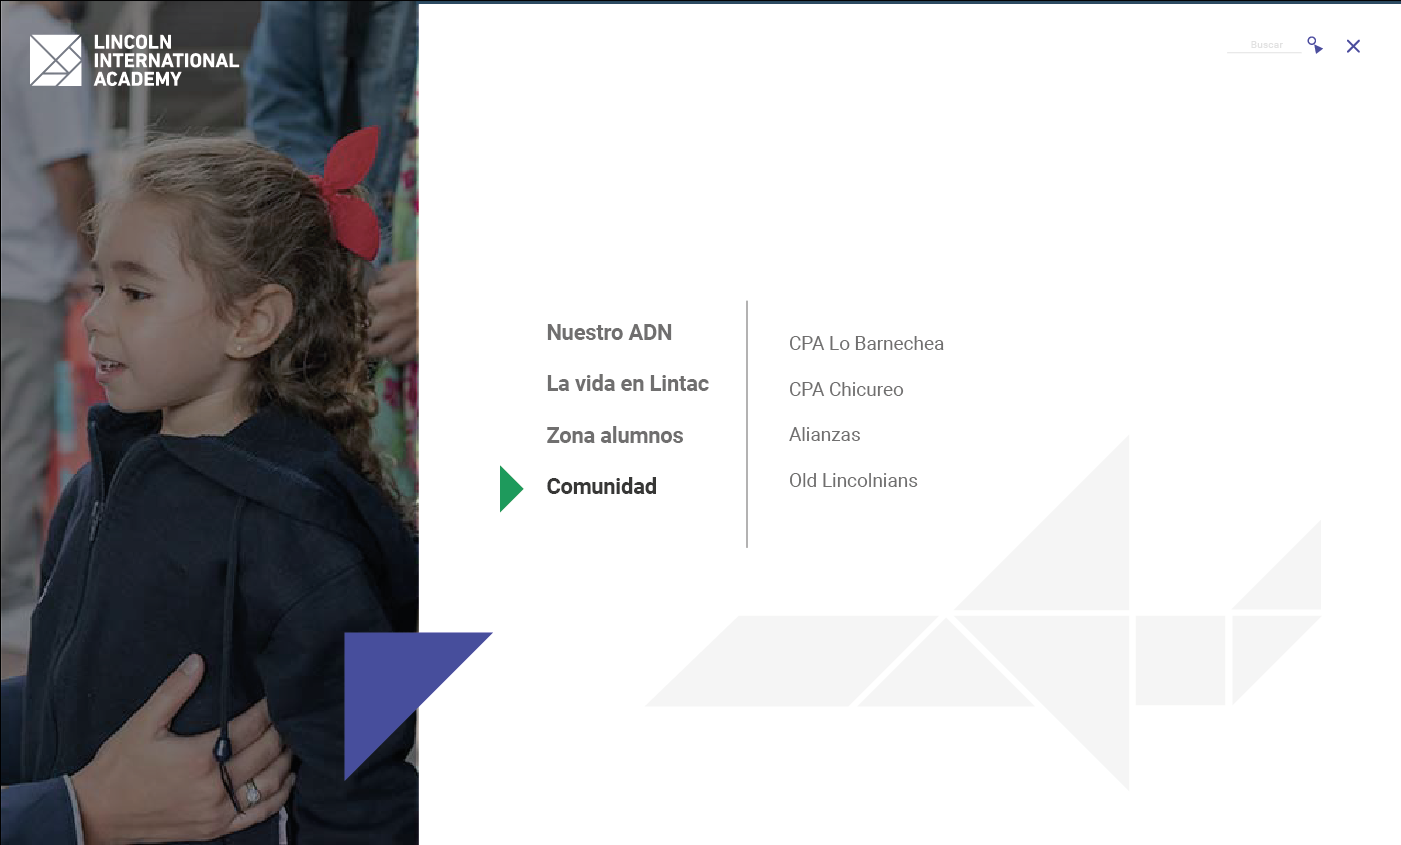 LINCOLN
INTERNATIONAL
ACADEMY
Buscar
Nuestro ADN
La vida en Lintac
Zona alumnos
Comunidad
CPA Lo Barnechea
CPA Chicureo
Alianzas
Old Lincolnians